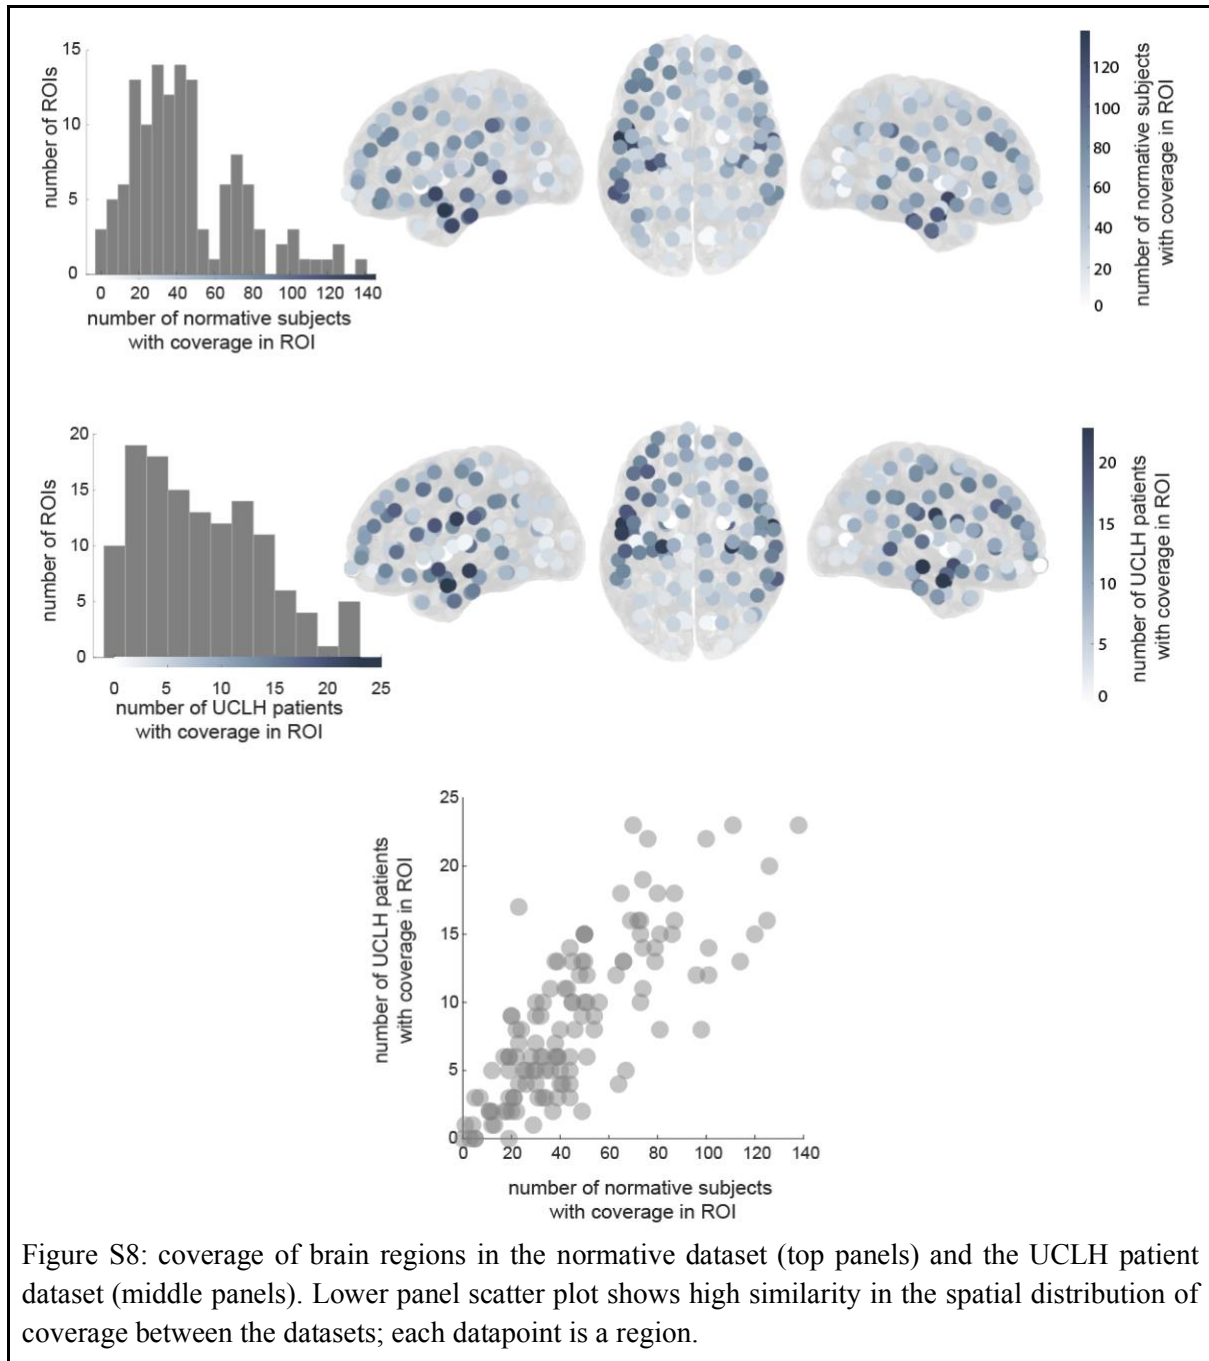 15
10
5
0
number of ROIs
0 20 40 60 80 100 120 140
number of normative subjects
with coverage in ROI
120
100
80
60
40
20
0
number of normative subjects
with coverage in ROI
20
15
10
5
0
number of ROIs
0 5 10 15 20 25
number of UCLH patients
with coverage in ROI
20
15
10
5
0
number of UCLH patients
with coverage in ROI
25
20
15
10
5
0
number of UCLH patients
with coverage in ROI
0 20 40 60 80 100 120 140
number of normative subjects
with coverage in ROI
Figure S8: coverage of brain regions in the normative dataset (top panels) and the UCLH patient
dataset (middle panels). Lower panel scatter plot shows high similarity in the spatial distribution of
coverage between the datasets; each datapoint is a region.